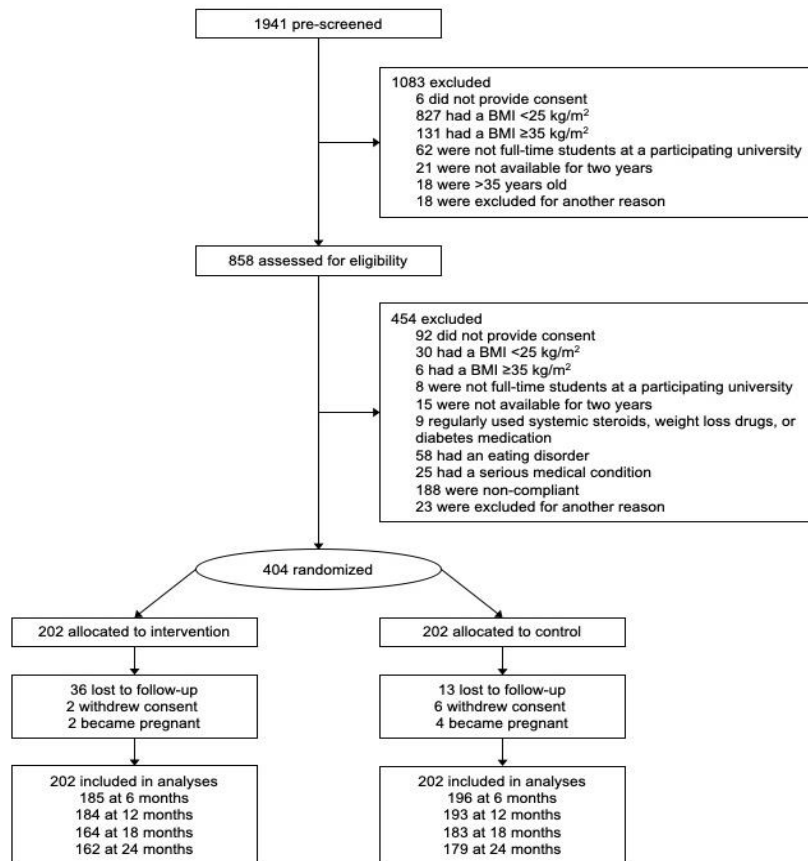 1941 pre-screened
1083 excluded
6 did not provide consent
827 had a BMI <25 kg/m²
131 had a BMI ≥35 kg/m²
62 were not full-time students at a participating university
21 were not available for two years
18 were >35 years old
18 were excluded for another reason
858 assessed for eligibility
454 excluded
92 did not provide consent
30 had a BMI <25 kg/m²
6 had a BMI ≥35 kg/m²
8 were not full-time students at a participating university
15 were not available for two years
9 regularly used systemic steroids, weight loss drugs, or
diabetes medication
58 had an eating disorder
25 had a serious medical condition
188 were non-compliant
23 were excluded for another reason
404 randomized
202 allocated to intervention
202 allocated to control
36 lost to follow-up
2 withdrew consent
2 became pregnant
13 lost to follow-up
6 withdrew consent
4 became pregnant
202 included in analyses
185 at 6 months
184 at 12 months
164 at 18 months
162 at 24 months
202 included in analyses
196 at 6 months
193 at 12 months
183 at 18 months
179 at 24 months